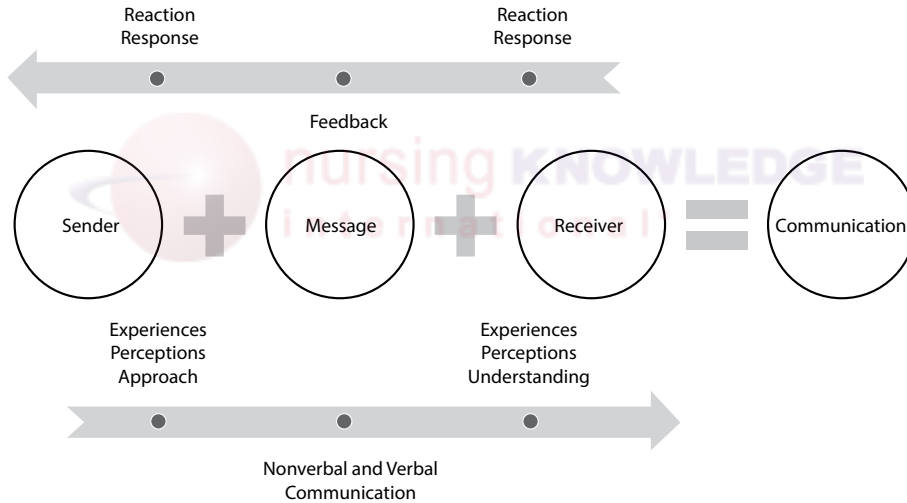 Reaction
Response
Reaction
Response
Feedback
nursing KNOWLEDGE
international
Sender
Message
Receiver
Communication
Experiences
Perceptions
Approach
Experiences
Perceptions
Understanding
Nonverbal and Verbal
Communication